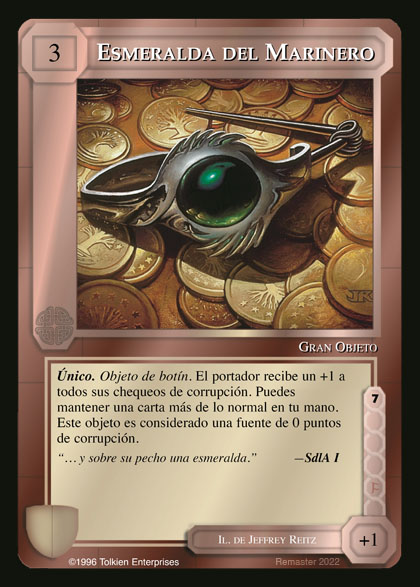 3
ESMERALDA DEL MARINERO
JR
GRAN OBJETO
Único. Objeto de botín. El portador recibe un +1 a
todos sus chequeos de corrupción. Puedes
mantener una carta más de lo normal en tu mano.
Este objeto es considerado una fuente de 0 puntos
de corrupción.
“… y sobre su pecho una esmeralda.” —SdlA I
7
IL. DE JEFFREY REITZ
+1
©1996 Tolkien Enterprises
Remaster 2022